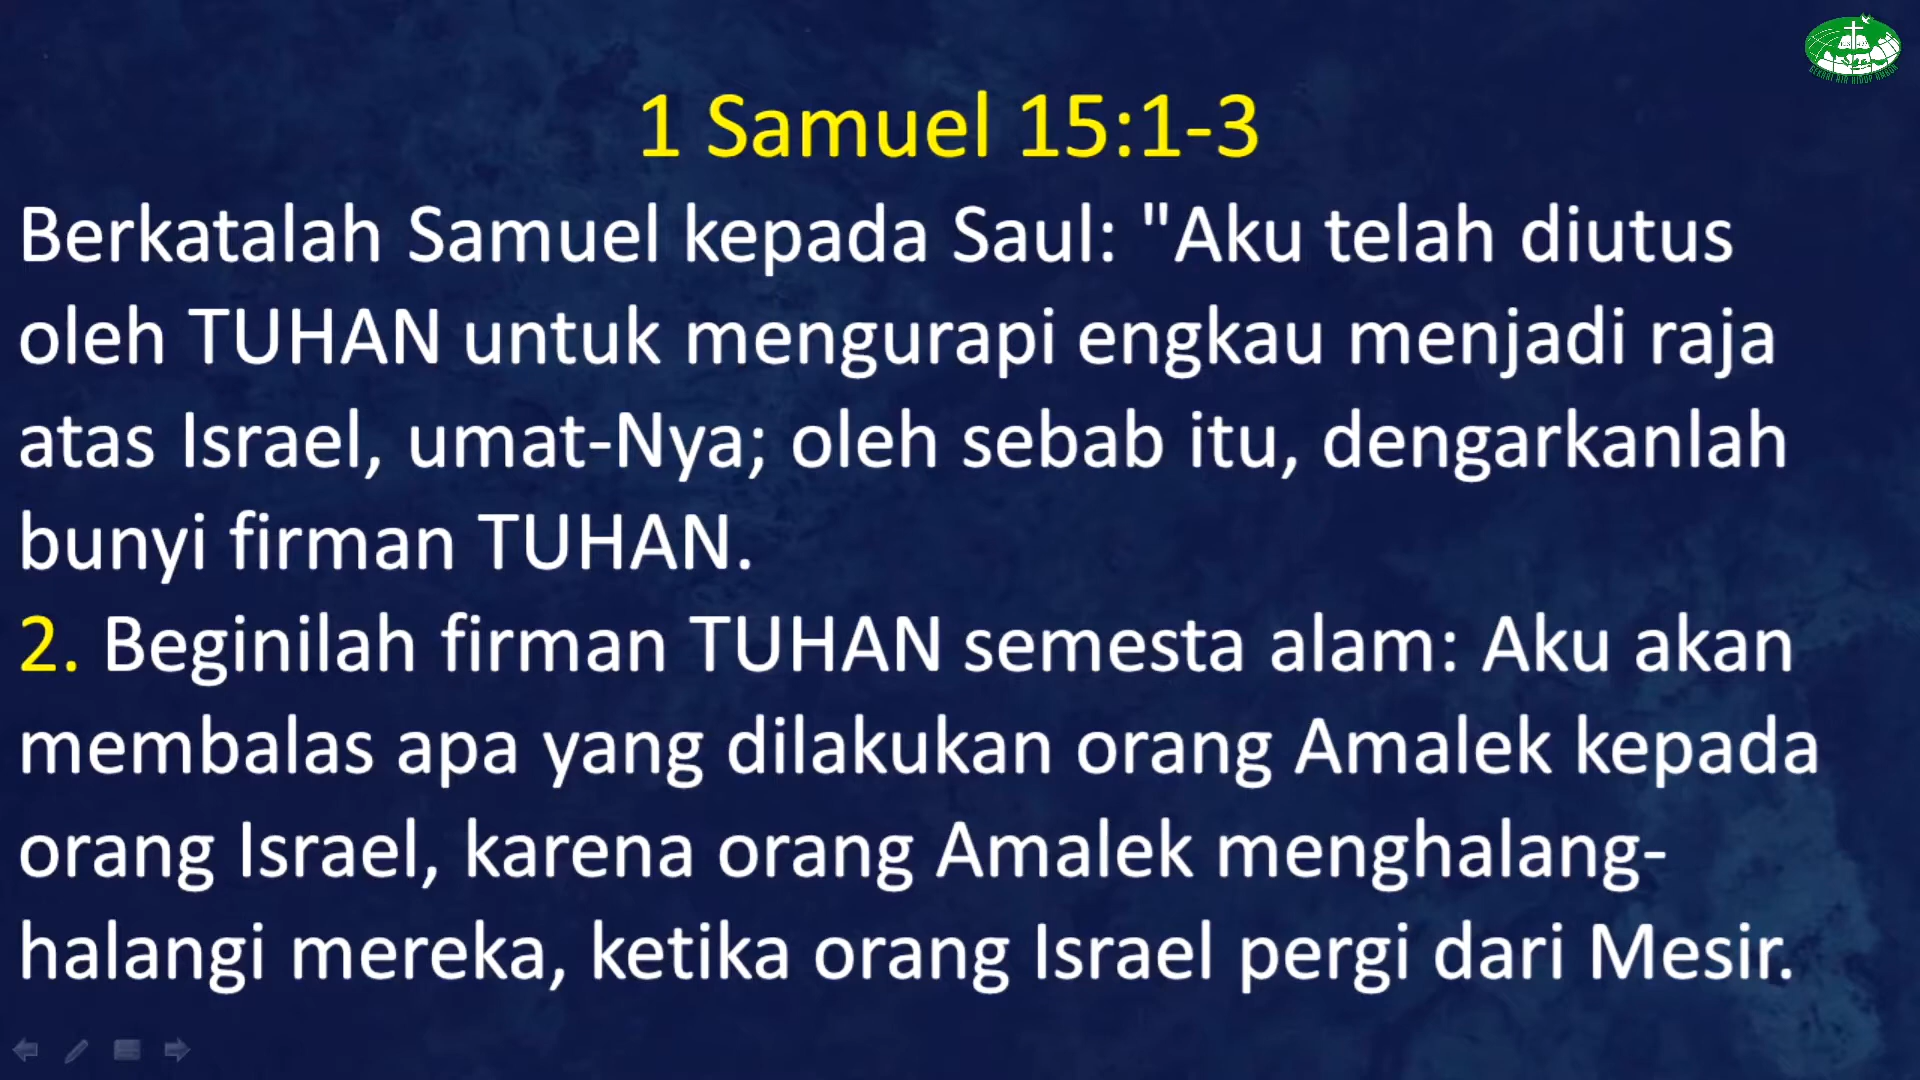 1 Samuel 15:1-3
Berkatalah Samuel kepada Saul: "Aku telah diutus
oleh TUHAN untuk mengurapi engkau menjadi raja
atas Israel, umat-Nya; oleh sebab itu, dengarkanlah
bunyi firman TUHAN.
2. Beginilah firman TUHAN semesta alam: Aku akan
membalas apa yang dilakukan orang Amalek kepada
orang Israel, karena orang Amalek menghalang-
halangi mereka, ketika orang Israel pergi dari Mesir.